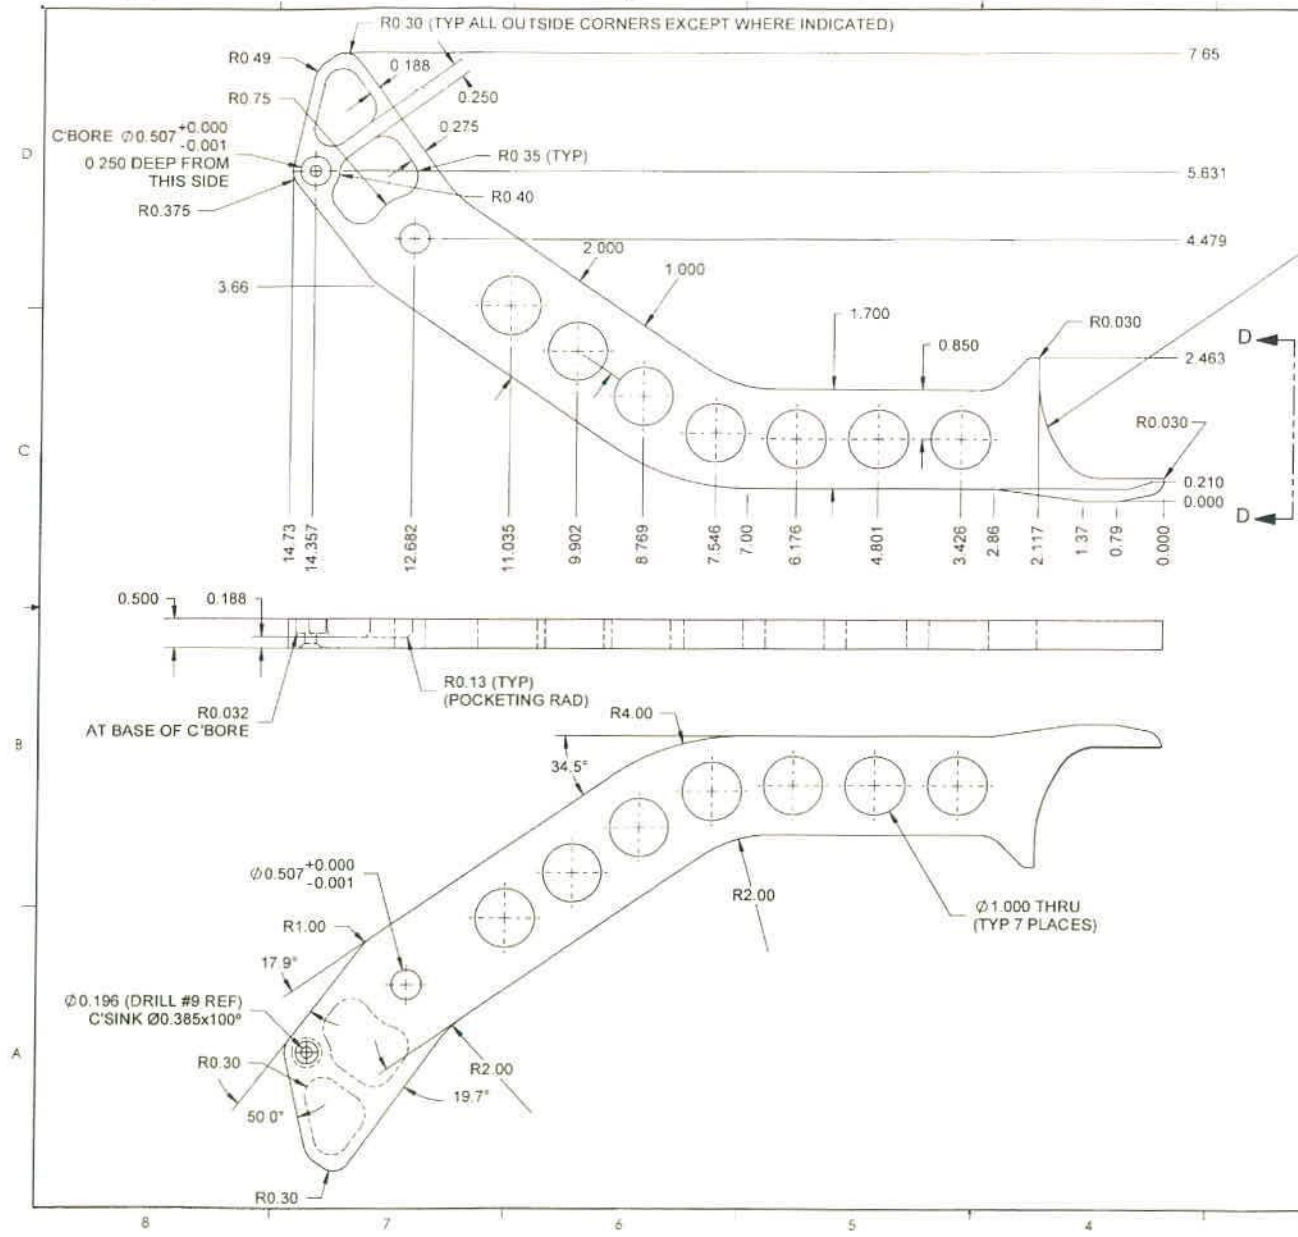 R0.30 (TYP ALL OUTSIDE CORNERS EXCEPT WHERE INDICATED)
R0.49
0.188
7.65
R0.75
0.250
C'BORE Ø0.507 +0.000
-0.001
0.250 DEEP FROM
THIS SIDE
0.275
D
R0.35 (TYP)
5.631
R0.375
R0.40
4.479
2.000
1.000
3.66
1.700
R0.030
0.850
D
2.463
R0.030
C
0.210
0.000
D
14.73
14.357
12.682
11.035
9.902
8.769
7.546
7.00
6.176
4.801
3.426
2.86
2.117
1.37
0.79
0.000
0.500
0.188
R0.13 (TYP)
(POCKETING RAD)
R0.032
AT BASE OF C'BORE
R4.00
B
34.5°
Ø0.507 +0.000
-0.001
R2.00
Ø1.000 THRU
(TYP 7 PLACES)
R1.00
17.9°
Ø0.196 (DRILL #9 REF)
C'SINK Ø0.385x100°
A
R0.30
R2.00
19.7°
50.0°
R0.30
8
7
6
5
4